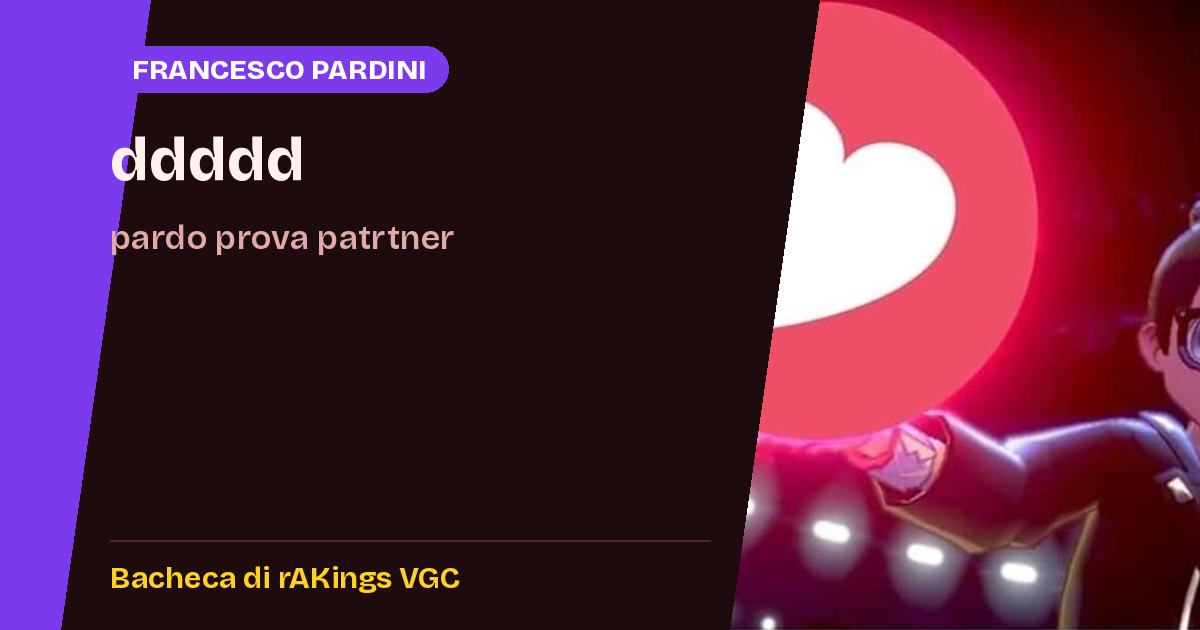 FRANCESCO PARDINI
ddddd
pardo prova patrtner
Bacheca di rAKings VGC